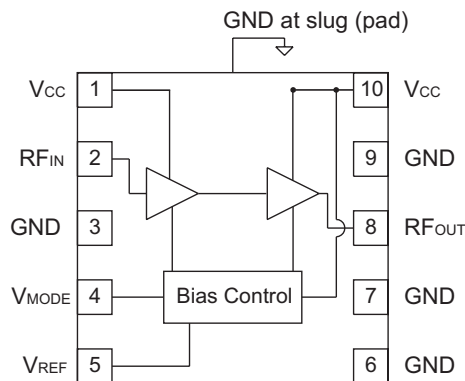 GND at slug (pad)
VCC 1 10 VCC
RFIN 2 9 GND
GND 3 8 RFOUT
VMODE 4 Bias Control 7 GND
VREF 5 6 GND